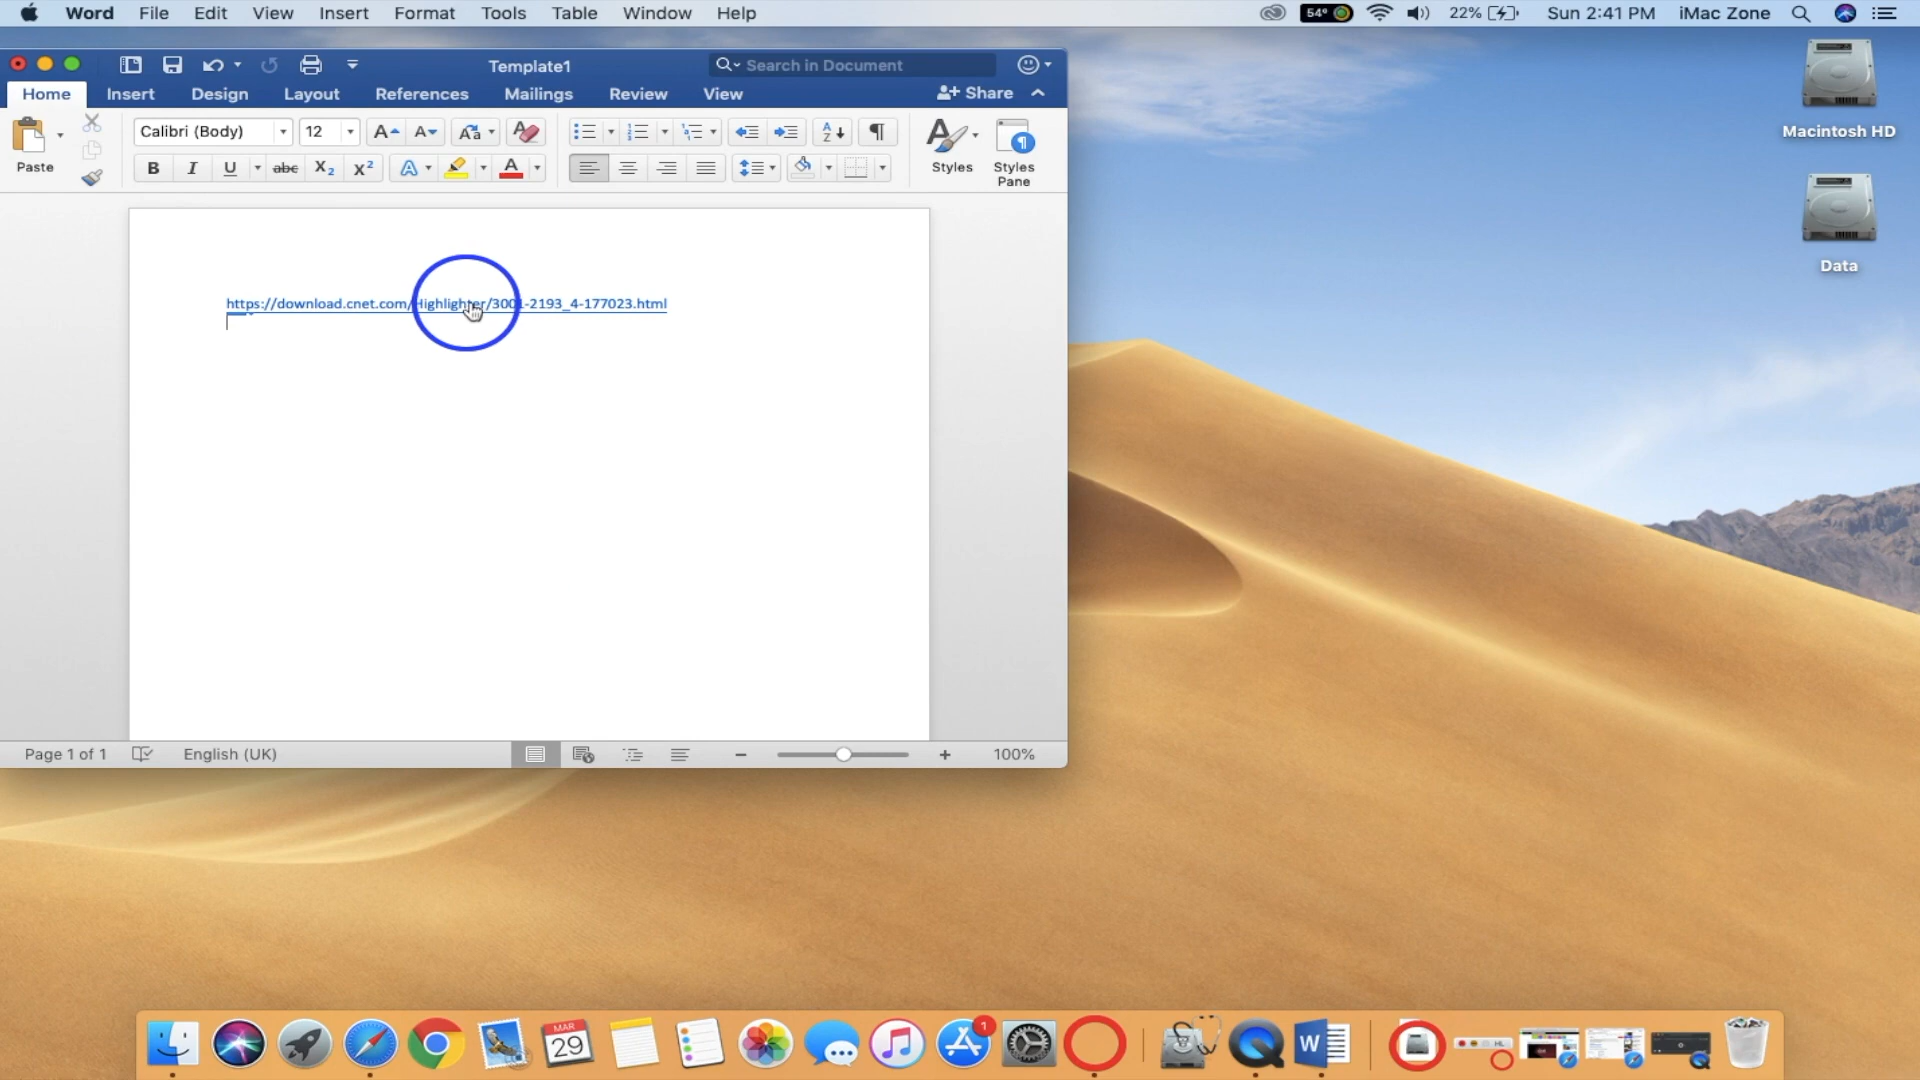 Word File Edit View Insert Format Tools Table Window Help 54° 22% Sun 2:41 PM iMac Zone
Template1 Search in Document
Home Insert Design Layout References Mailings Review View Share
Paste Calibri (Body) 12 Styles Styles Pane
https://download.cnet.com/Highlighter/3001-2193_4-177023.html
Page 1 of 1 English (UK) 100%
Macintosh HD
Data
MAR
29
1
W
HL